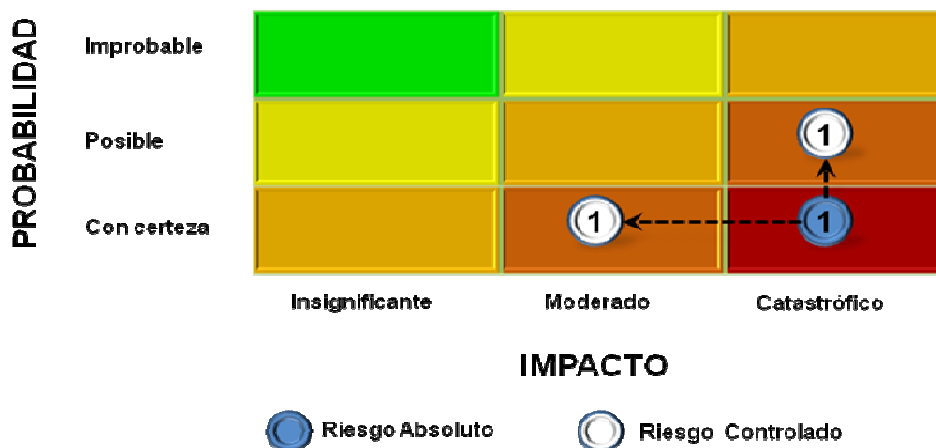 PROBABILIDAD
Improbable
Posible
1
Con certeza
1
1
Insignificante
Moderado
Catastrófico
IMPACTO
Riesgo Absoluto
Riesgo Controlado